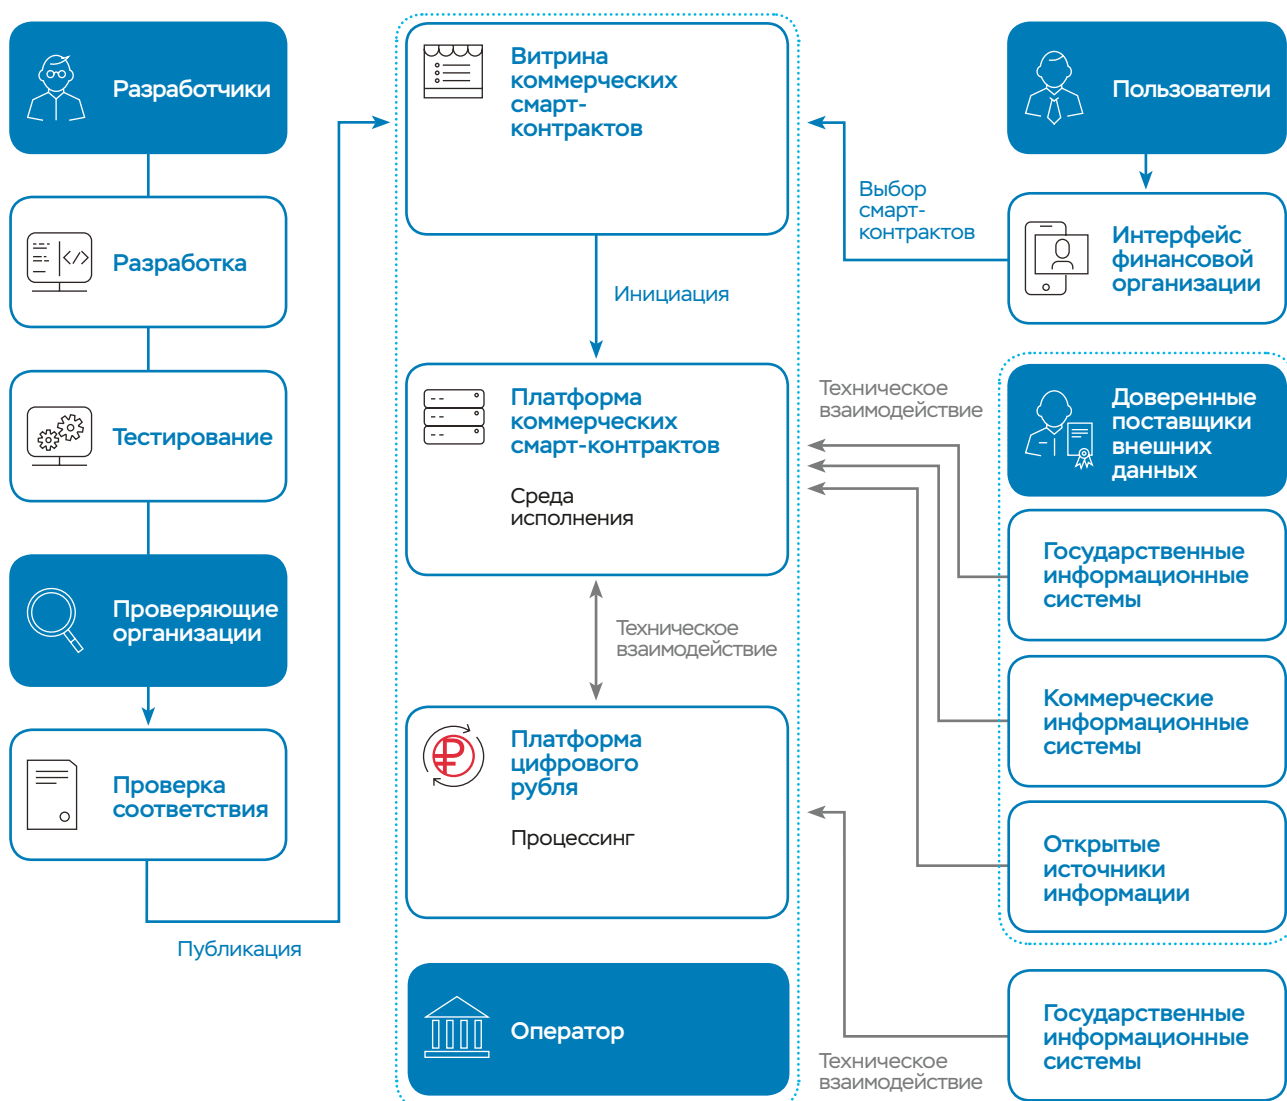 Разработчики
Разработка
Тестирование
Проверяющие
организации
Проверка
соответствия
Публикация
Витрина
коммерческих
смарт-
контрактов
Инициация
Платформа
коммерческих
смарт-контрактов
Среда
исполнения
Техническое
взаимодействие
Платформа
цифрового
рубля
Процессинг
Оператор
Пользователи
Выбор
смарт-
контрактов
Интерфейс
финансовой
организации
Техническое
взаимодействие
Доверенные
поставщики
внешних
данных
Государственные
информационные
системы
Коммерческие
информационные
системы
Открытые
источники
информации
Государственные
информационные
системы
Техническое
взаимодействие